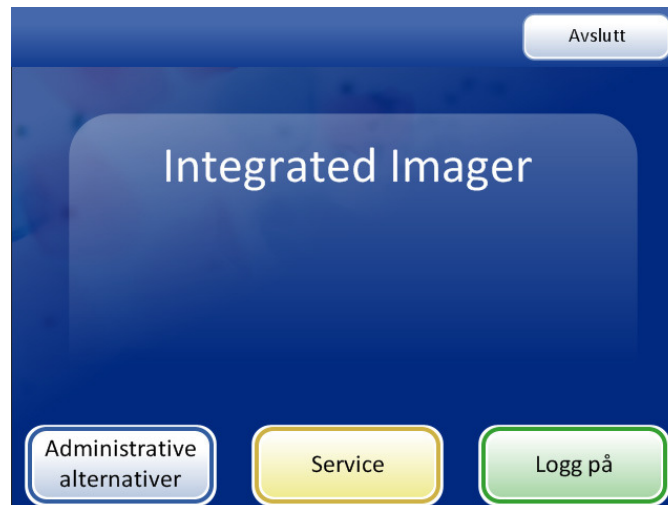 Avslutt
Integrated Imager
Administrative
alternativer
Service
Logg på